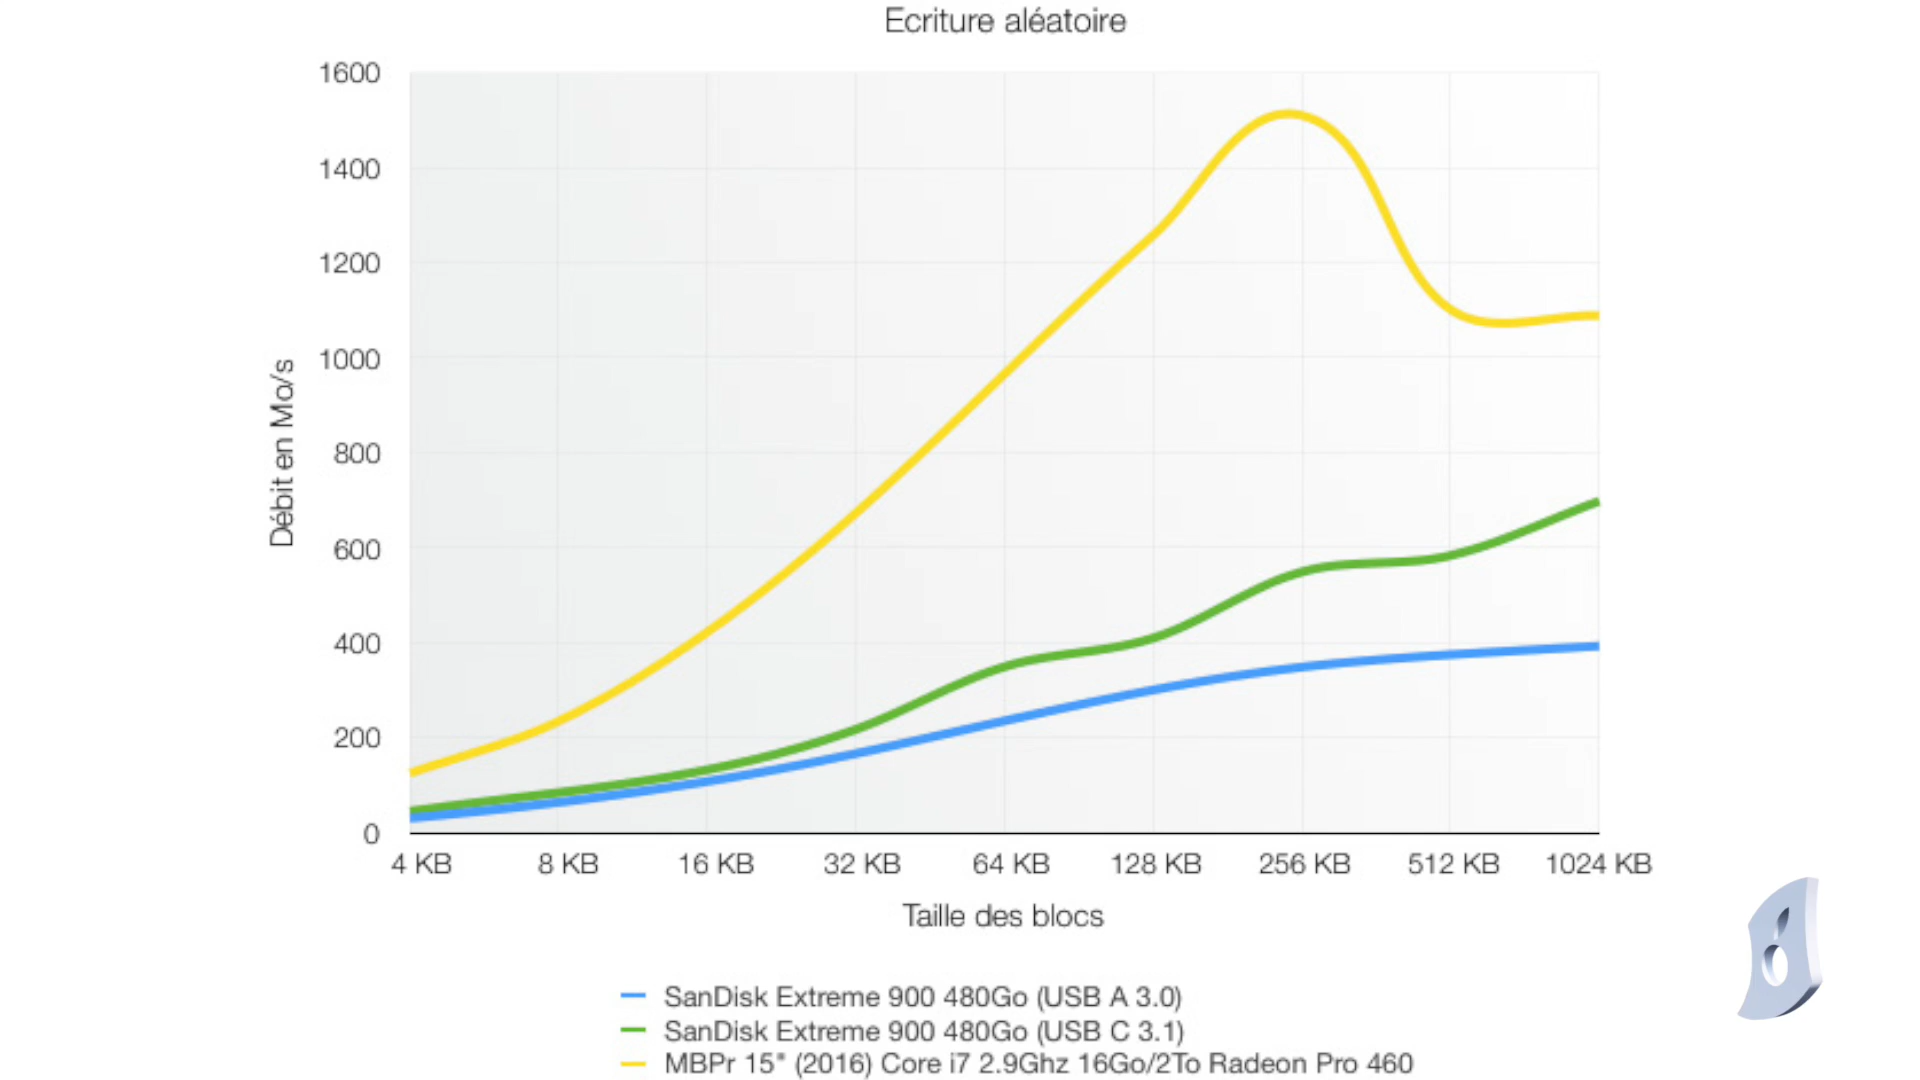 Ecriture aléatoire
1600
1400
1200
1000
800
600
400
200
0
Débit en Mo/s
4 KB 8 KB 16 KB 32 KB 64 KB 128 KB 256 KB 512 KB 1024 KB
Taille des blocs
SanDisk Extreme 900 480Go (USB A 3.0)
SanDisk Extreme 900 480Go (USB C 3.1)
MBPr 15" (2016) Core i7 2.9Ghz 16Go/2To Radeon Pro 460